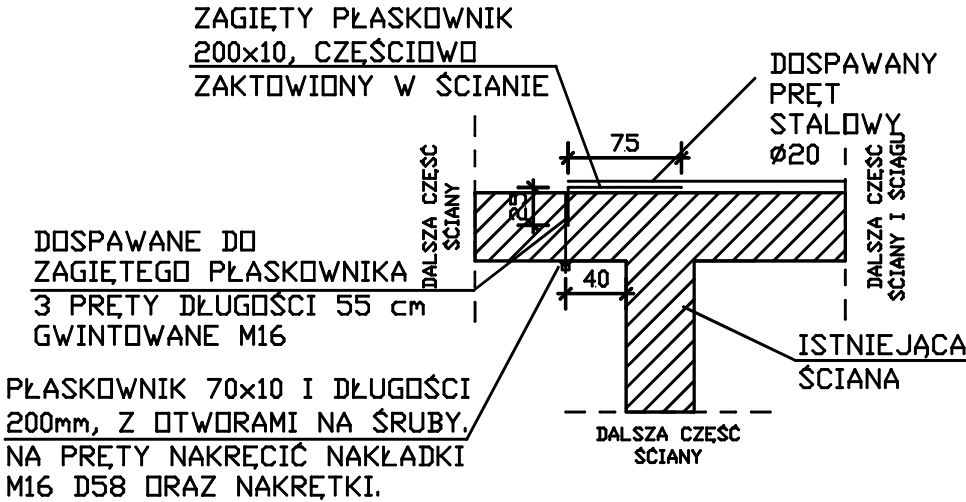 ZAGIĘTY PŁASKOWNIK
200x10, CZĘŚCIOWO
ZAKTOWIONY W ŚCIANIE
DOSPAWANY
PRĘT
STALOWY
Ø20
75
DALSZA CZĘŚĆ
ŚCIANY
25
DALSZA CZĘŚĆ
ŚCIANY I ŚCIĄGU
DOSPAWANE DO
ZAGIĘTEGO PŁASKOWNIKA
3 PRĘTY DŁUGOŚCI 55 cm
GWINTOWANE M16
40
ISTNIEJĄCA
ŚCIANA
PŁASKOWNIK 70x10 I DŁUGOŚCI
200mm, Z OTWORAMI NA ŚRUBY.
NA PRĘTY NAKRĘCIĆ NAKŁADKI
M16 D58 ORAZ NAKRĘTKI.
DALSZA CZĘŚĆ
ŚCIANY